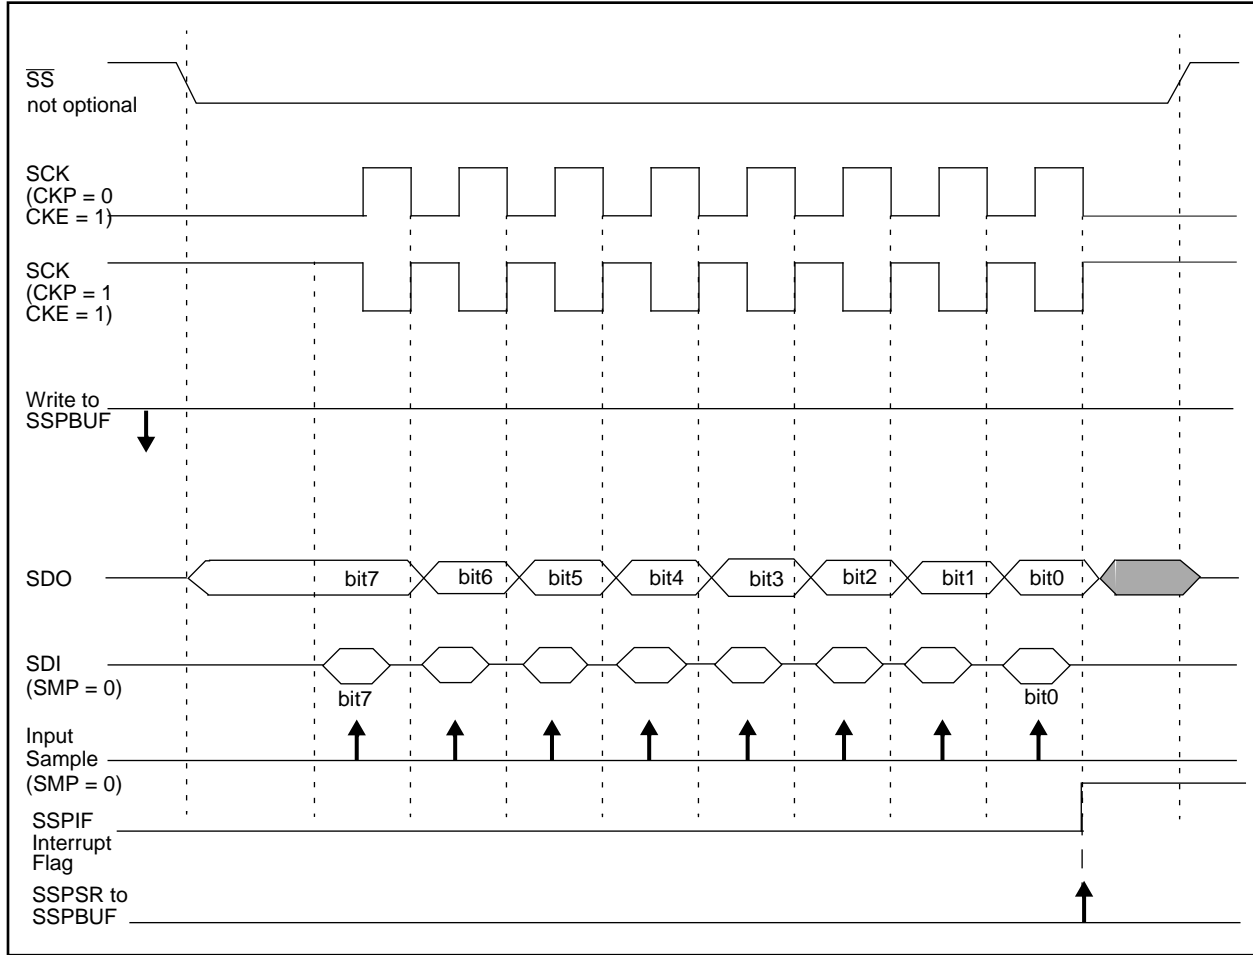 SS
not optional
SCK
(CKP = 0
CKE = 1)
SCK
(CKP = 1
CKE = 1)
Write to
SSPBUF
SDO
bit7
bit6
bit5
bit4
bit3
bit2
bit1
bit0
SDI
(SMP = 0)
bit7
bit0
Input
Sample
(SMP = 0)
SSPIF
Interrupt
Flag
SSPSR to
SSPBUF